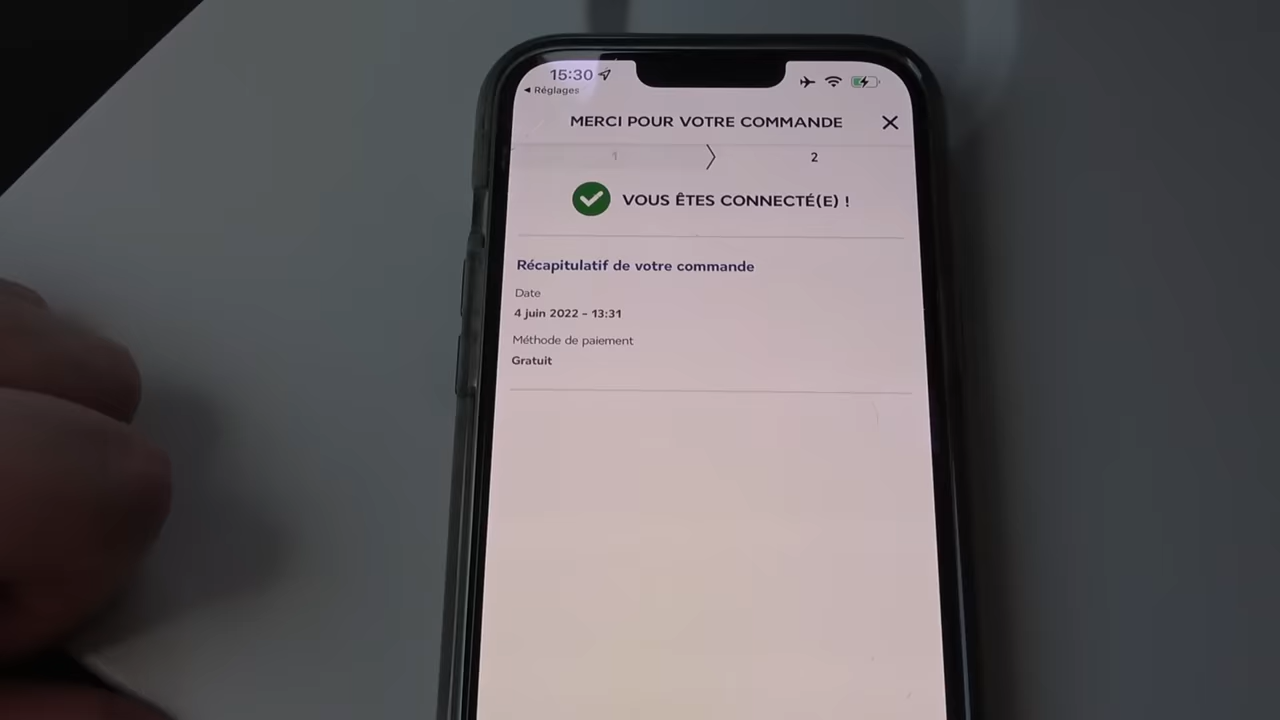 15:30
◄ Réglages
MERCI POUR VOTRE COMMANDE
1
2
VOUS ÊTES CONNECTÉ(E) !
Récapitulatif de votre commande
Date
4 juin 2022 - 13:31
Méthode de paiement
Gratuit